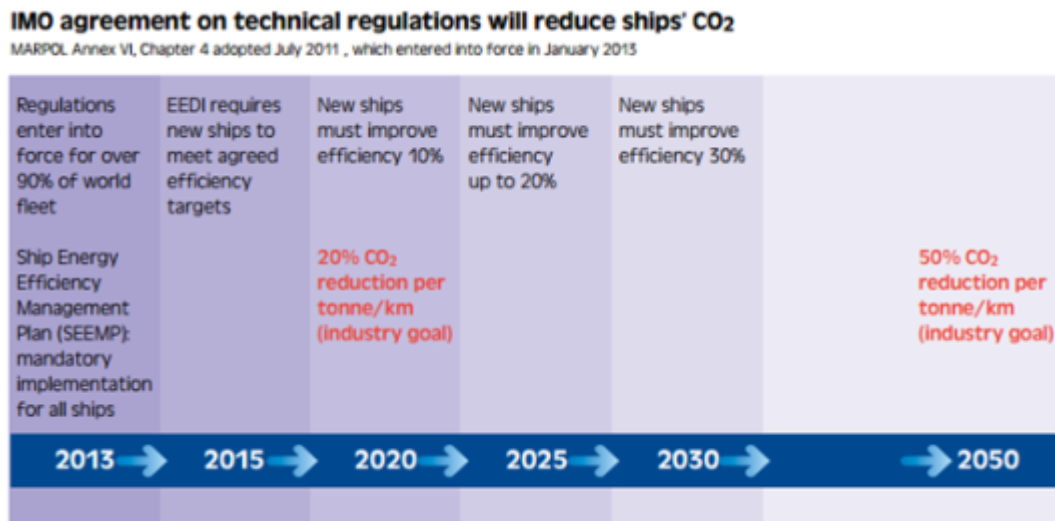 IMO agreement on technical regulations will reduce ships' CO2
MARPOL Annex VI, Chapter 4 adopted July 2011 , which entered into force in January 2013
Regulations
enter into
force for over
90% of world
fleet
Ship Energy
Efficiency
Management
Plan (SEEMP):
mandatory
implementation
for all ships
EEDI requires
new ships to
meet agreed
efficiency
targets
New ships
must improve
efficiency 10%
20% CO2
reduction per
tonne/km
(industry goal)
New ships
must improve
efficiency
up to 20%
New ships
must improve
efficiency 30%
50% CO2
reduction per
tonne/km
(industry goal)
2013 2015 2020 2025 2030 2050